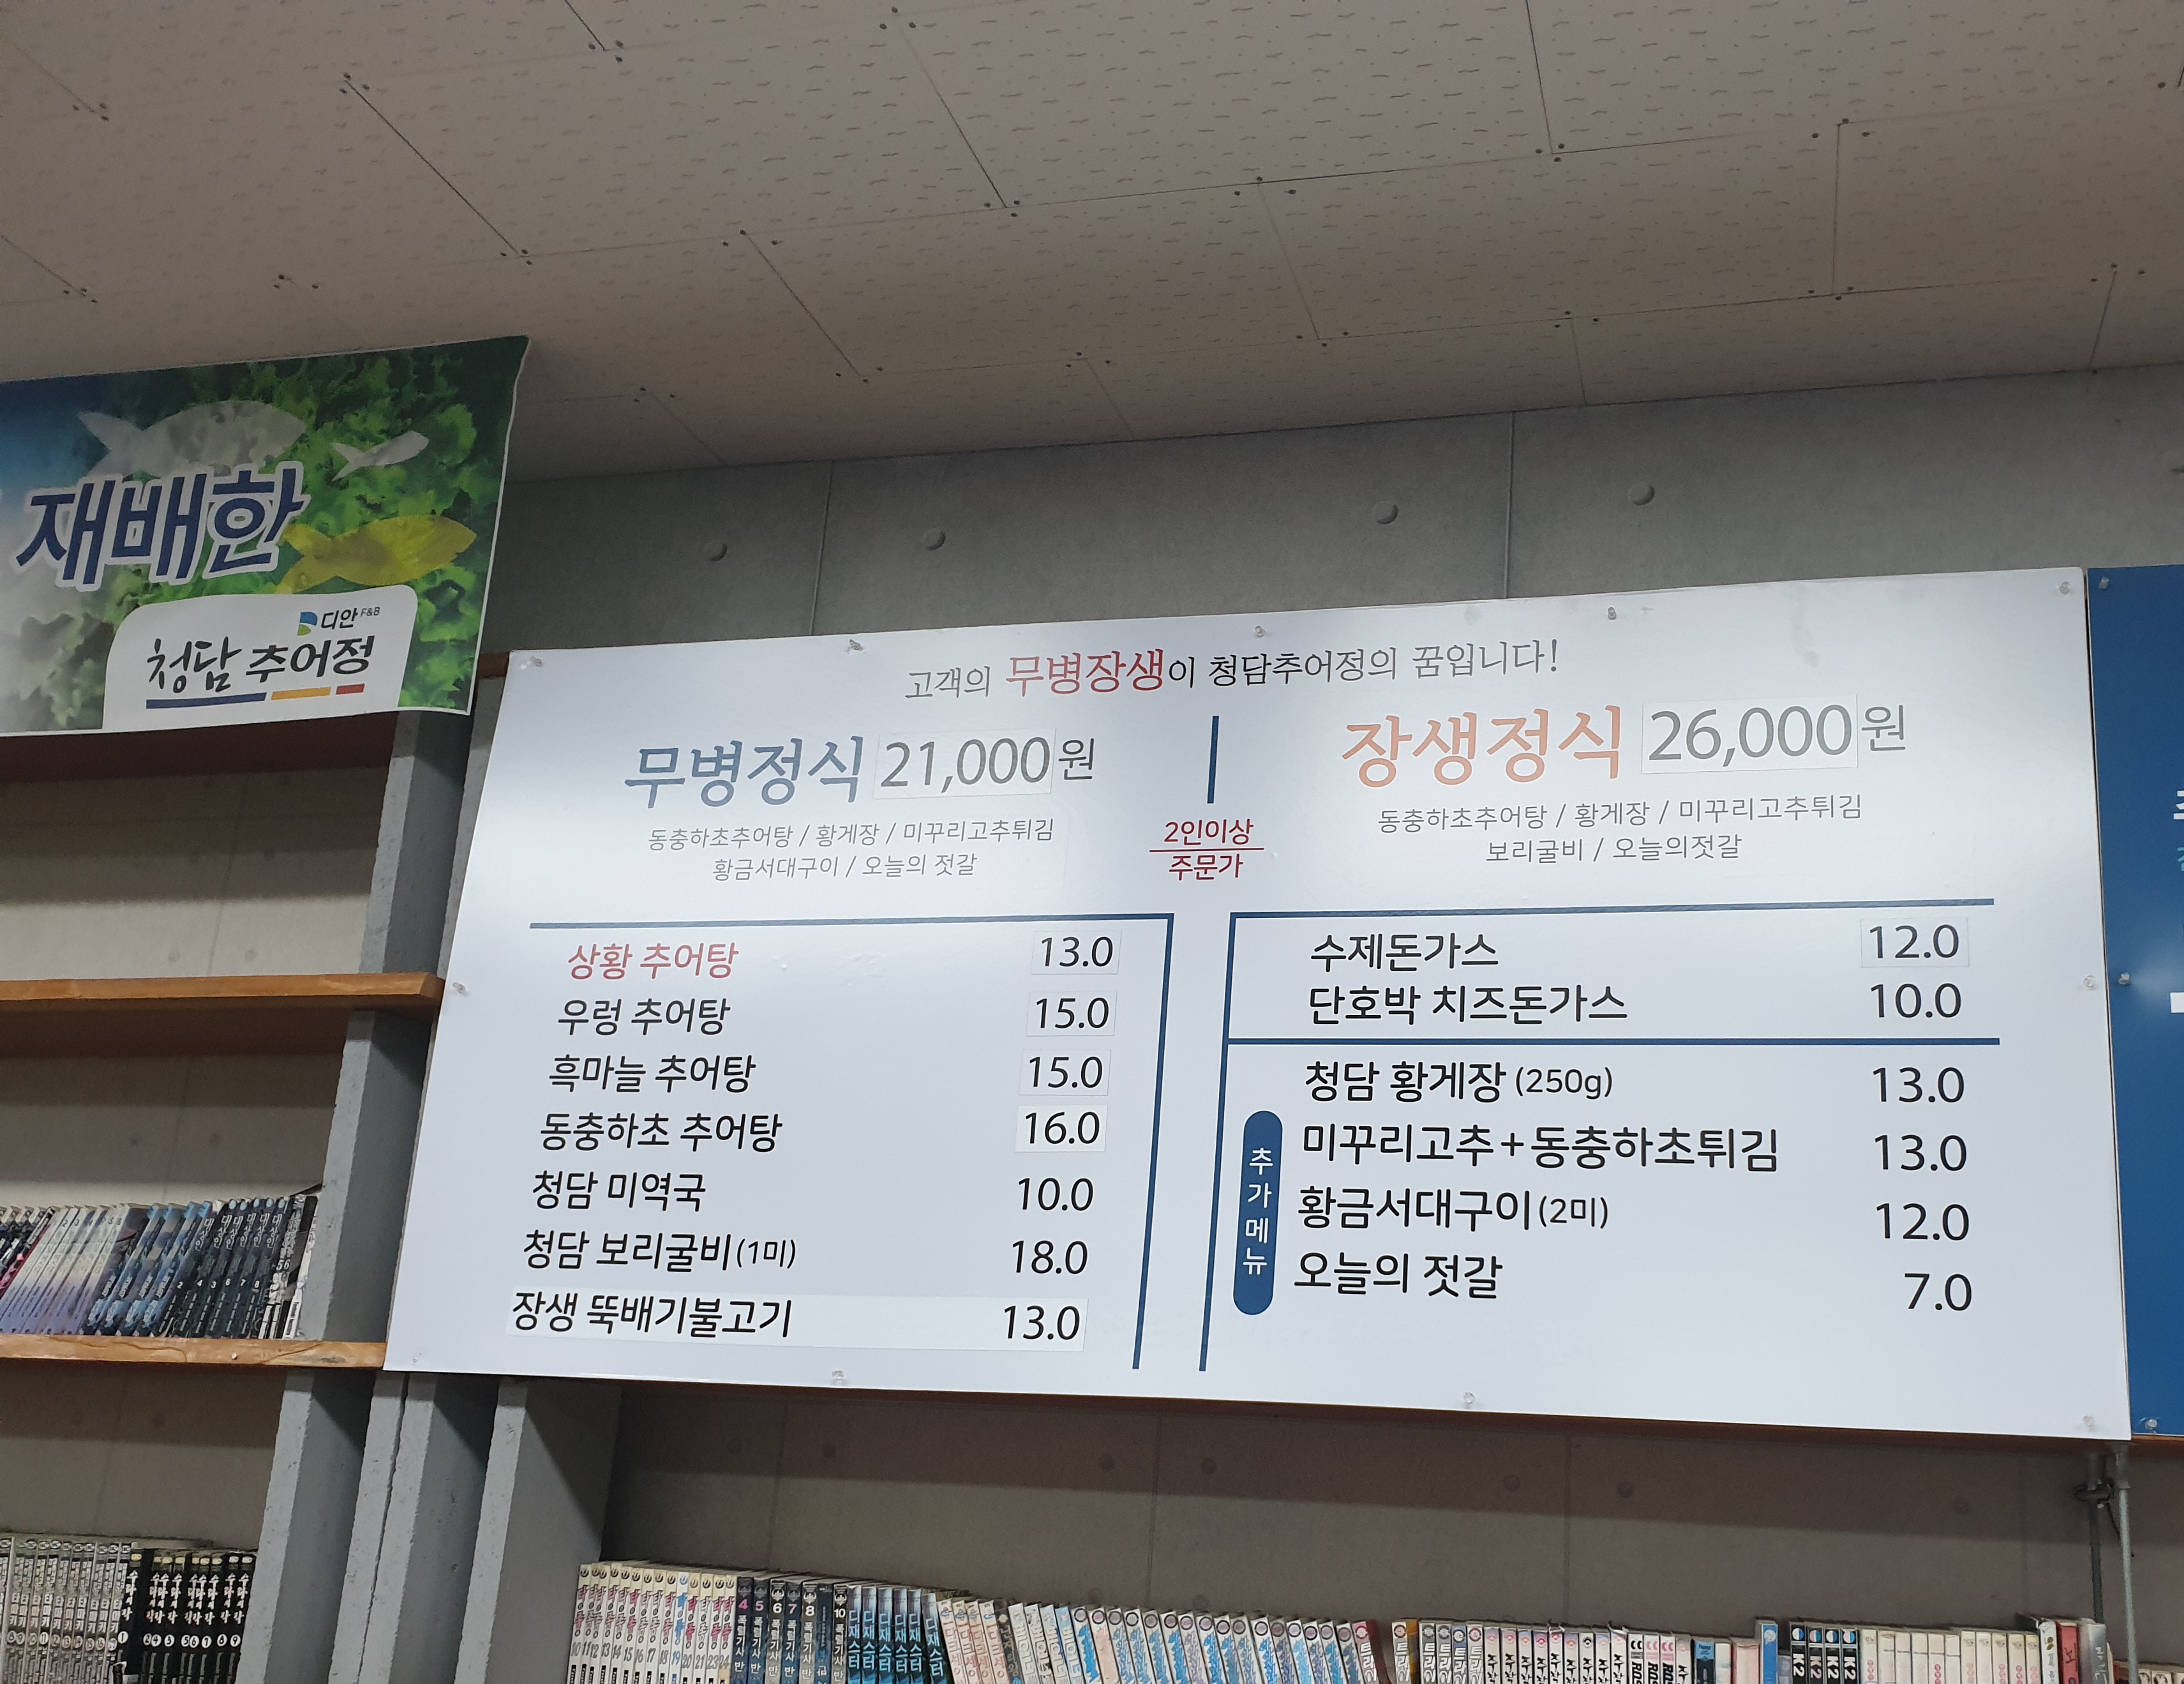 재배한
디안 F&B
청담 추어정
고객의 무병장생이 청담추어정의 꿈입니다!
무병정식 21,000원
동충하초추어탕 / 황게장 / 미꾸리고추튀김
황금서대구이 / 오늘의 젓갈
2인이상
주문가
장생정식 26,000원
동충하초추어탕 / 황게장 / 미꾸리고추튀김
보리굴비 / 오늘의젓갈
상황 추어탕 13.0
우렁 추어탕 15.0
흑마늘 추어탕 15.0
동충하초 추어탕 16.0
청담 미역국 10.0
청담 보리굴비(1미) 18.0
장생 뚝배기불고기 13.0
수제돈가스 12.0
단호박 치즈돈가스 10.0
추가메뉴
청담 황게장 (250g) 13.0
미꾸리고추+동충하초튀김 13.0
황금서대구이(2미) 12.0
오늘의 젓갈 7.0